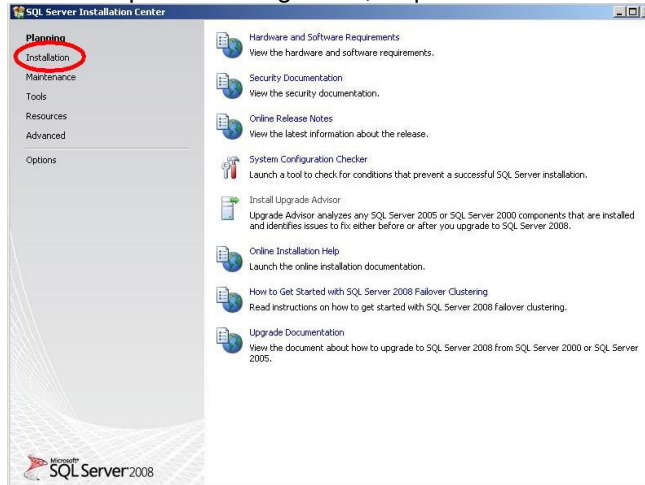 SQL Server Installation Center
Planning
Installation
Maintenance
Tools
Resources
Advanced
Options
Hardware and Software Requirements
View the hardware and software requirements.
Security Documentation
View the security documentation.
Online Release Notes
View the latest information about the release.
System Configuration Checker
Launch a tool to check for conditions that prevent a successful SQL Server installation.
Install Upgrade Advisor
Upgrade Advisor analyzes any SQL Server 2005 or SQL Server 2000 components that are installed
and identifies issues to fix either before or after you upgrade to SQL Server 2008.
Online Installation Help
Launch the online installation documentation.
How to Get Started with SQL Server 2008 Failover Clustering
Read instructions on how to get started with SQL Server 2008 failover clustering.
Upgrade Documentation
View the document about how to upgrade to SQL Server 2008 from SQL Server 2000 or SQL Server
2005.
Microsoft
SQL Server 2008